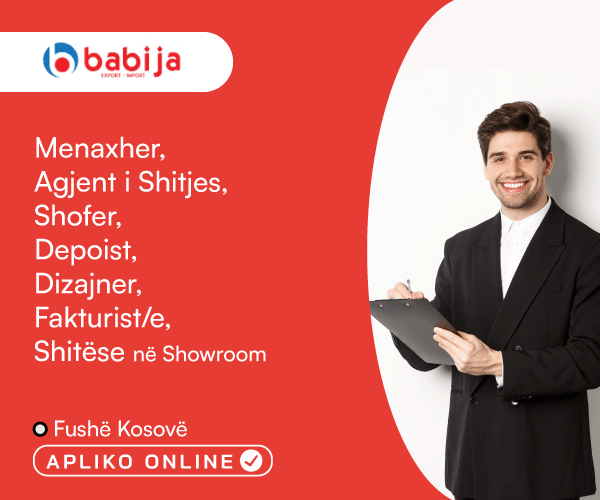 babija
EXPORT - IMPORT
Menaxher,
Agjent i Shitjes,
Shofer,
Depoist,
Dizajner,
Fakturist/e,
Shitëse në Showroom
Fushë Kosovë
APLIKO ONLINE